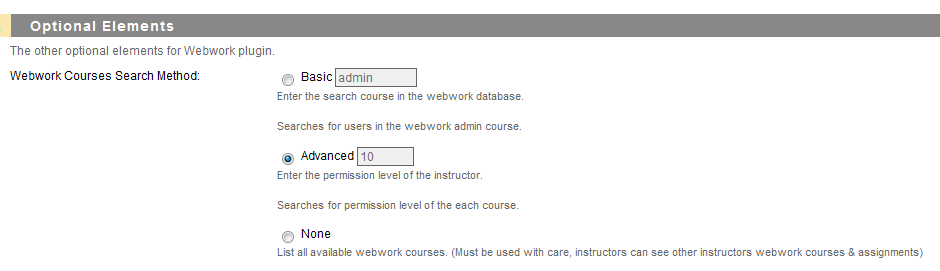 Optional Elements
The other optional elements for Webwork plugin.
Webwork Courses Search Method:
Basic admin
Enter the search course in the webwork database.
Searches for users in the webwork admin course.
Advanced 10
Enter the permission level of the instructor.
Searches for permission level of the each course.
None
List all available webwork courses. (Must be used with care, instructors can see other instructors webwork courses & assignments)